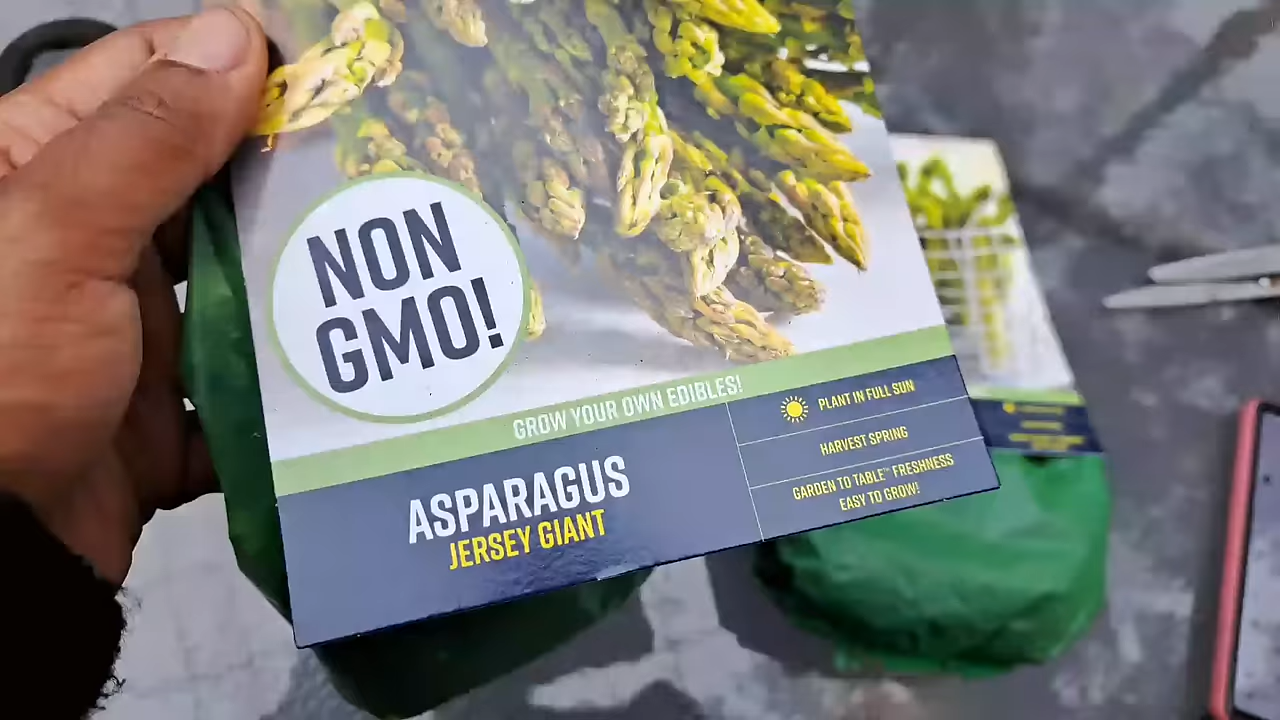 NON
GMO!
GROW YOUR OWN EDIBLES!
ASPARAGUS
JERSEY GIANT
PLANT IN FULL SUN
HARVEST SPRING
GARDEN TO TABLE™ FRESHNESS
EASY TO GROW!